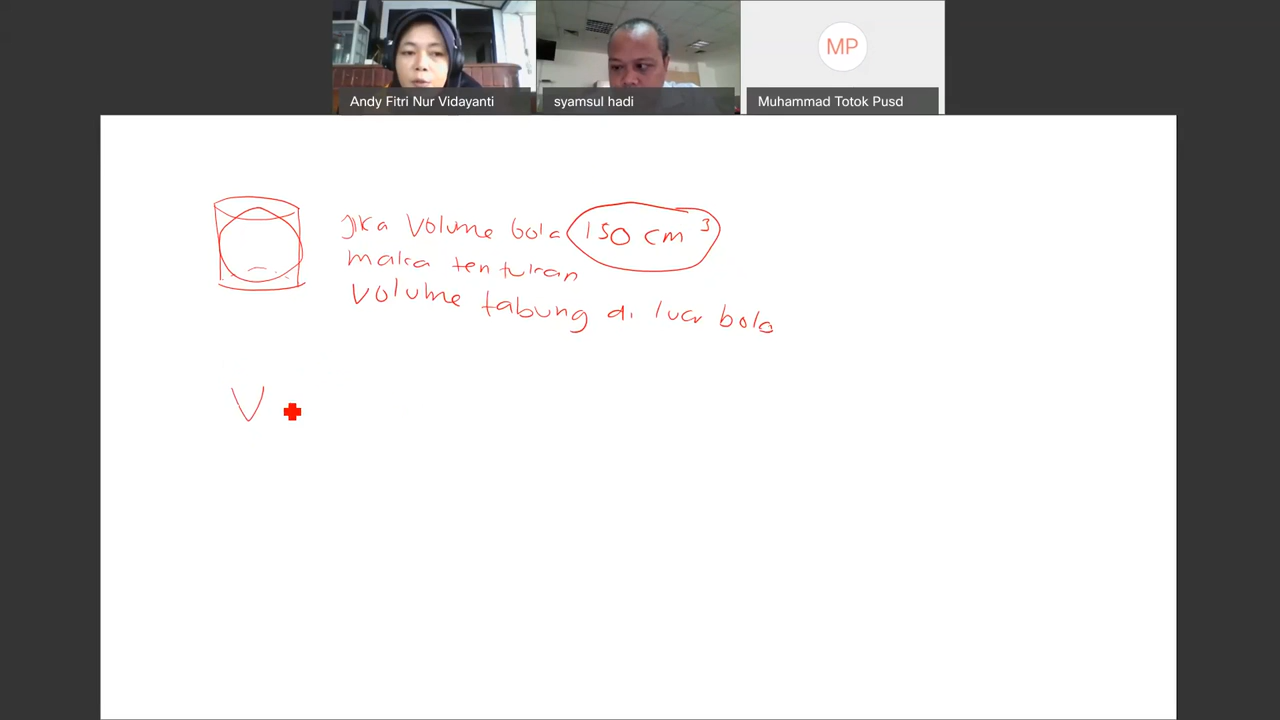 Andy Fitri Nur Vidayanti
syamsul hadi
MP
Muhammad Totok Pusd
Jika Volume bola 150 cm³
maka tentukan
Volume tabung di luar bola
V